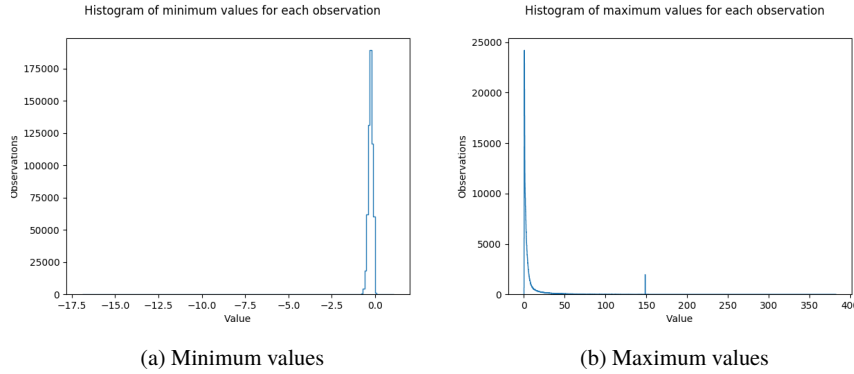 Histogram of minimum values for each observation
175000
150000
125000
100000
75000
50000
25000
0
Observations
−17.5 −15.0 −12.5 −10.0 −7.5 −5.0 −2.5 0.0
Value
(a) Minimum values
Histogram of maximum values for each observation
25000
20000
15000
10000
5000
0
Observations
0 50 100 150 200 250 300 350 400
Value
(b) Maximum values